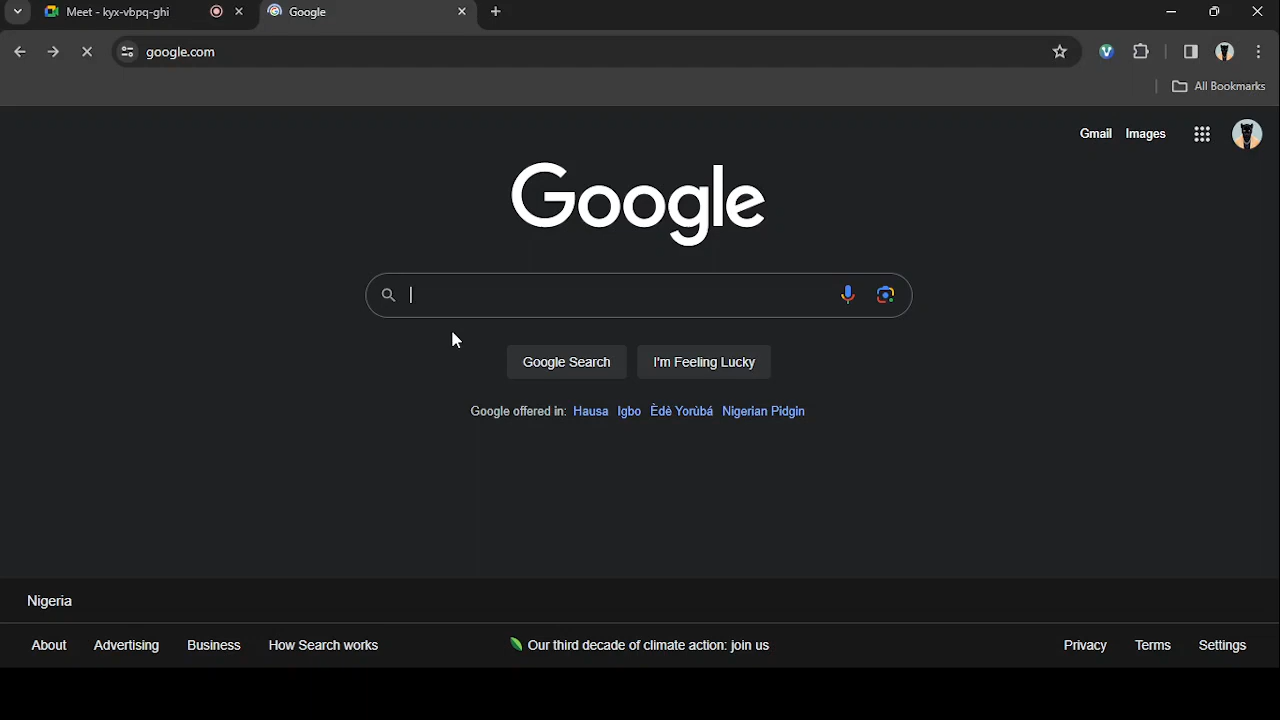 Meet - kyx-vbpq-ghi
Google
google.com
All Bookmarks
Gmail Images
Google
Google Search I'm Feeling Lucky
Google offered in: Hausa Igbo Èdè Yorùbá Nigerian Pidgin
Nigeria
About Advertising Business How Search works Our third decade of climate action: join us Privacy Terms Settings